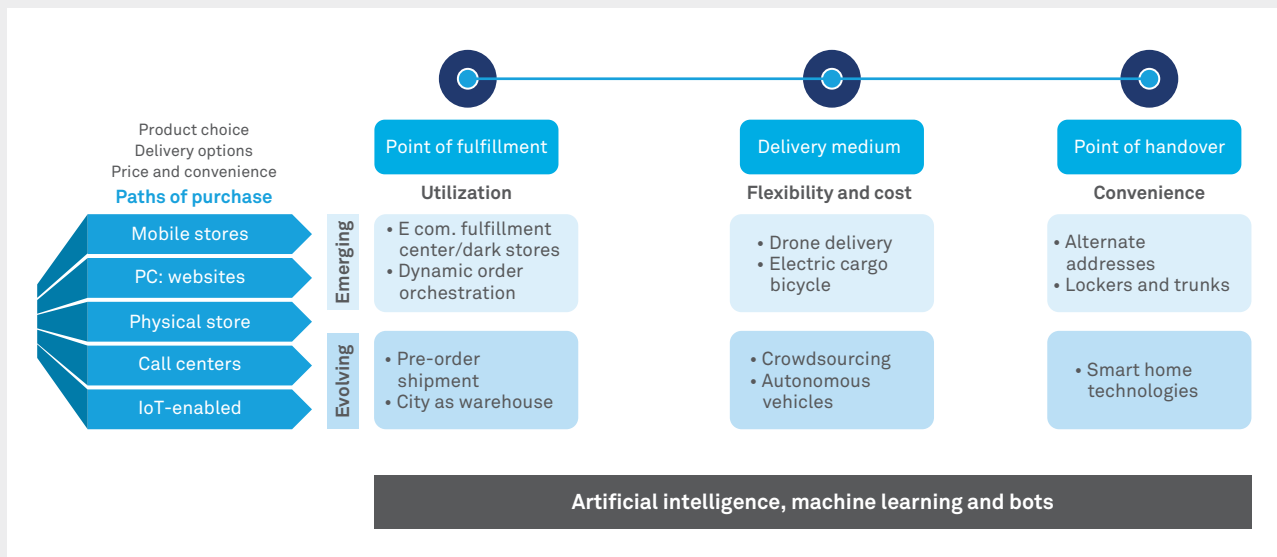 Product choice
Delivery options
Price and convenience
Paths of purchase
Mobile stores
PC: websites
Physical store
Call centers
IoT-enabled
Emerging
Evolving
Point of fulfillment
Utilization
• E com. fulfillment
center/dark stores
• Dynamic order
orchestration
• Pre-order
shipment
• City as warehouse
Delivery medium
Flexibility and cost
• Drone delivery
• Electric cargo
bicycle
• Crowdsourcing
• Autonomous
vehicles
Point of handover
Convenience
• Alternate
addresses
• Lockers and trunks
• Smart home
technologies
Artificial intelligence, machine learning and bots